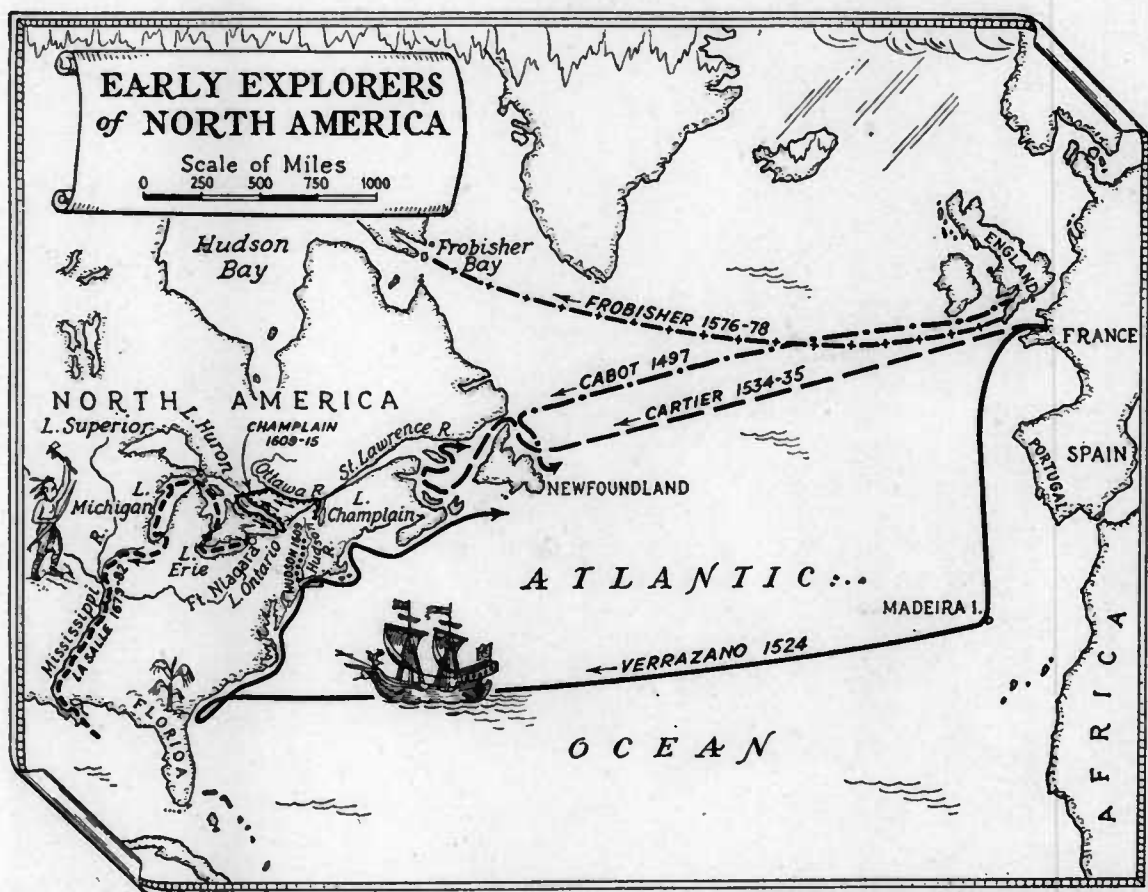 EARLY EXPLORERS
of NORTH AMERICA
Scale of Miles
0 250 500 750 1000
Hudson
Bay
Frobisher
Bay
ENGLAND
FROBISHER 1576-78
FRANCE
CABOT 1497
CARTIER 1534-35
NORTH AMERICA
L. Superior
L. Huron
CHAMPLAIN
1609-15
St. Lawrence R.
Ottawa R.
PORTUGAL
SPAIN
L.
Michigan
NEWFOUNDLAND
L.
Champlain
R.
L.
Erie
Ft. Niagara
L. Ontario
HUDSON 1609
Hudson R.
ATLANTIC
MADEIRA I.
Mississippi
LA SALLE 1679-82
VERRAZANO 1524
FLORIDA
OCEAN
AFRICA